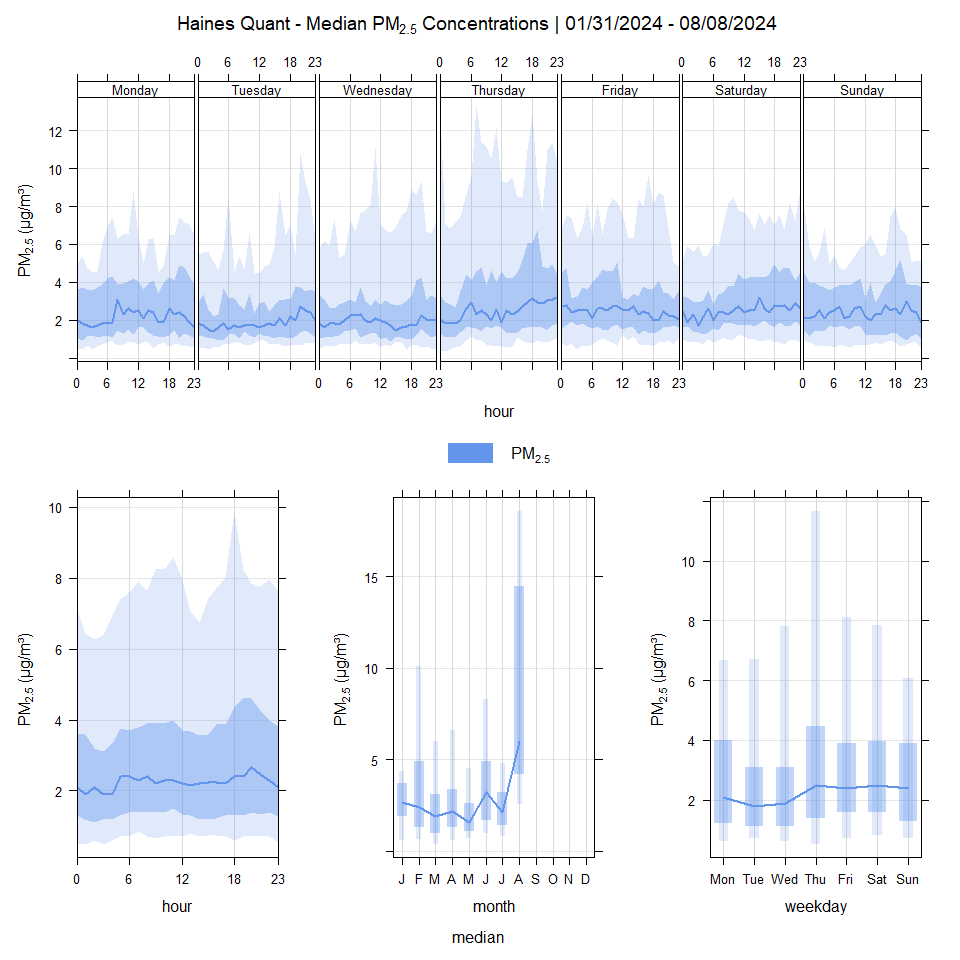 Haines Quant - Median PM2.5 Concentrations | 01/31/2024 - 08/08/2024
0 6 12 18 23 0 6 12 18 23 0 6 12 18 23
Monday Tuesday Wednesday Thursday Friday Saturday Sunday
PM2.5 (µg/m³)
12
10
8
6
4
2
0 6 12 18 23 0 6 12 18 23 0 6 12 18 23 0 6 12 18 23
hour
PM2.5
PM2.5 (µg/m³)
10
8
6
4
2
0 6 12 18 23
hour
PM2.5 (µg/m³)
15
10
5
J F M A M J J A S O N D
month
PM2.5 (µg/m³)
10
8
6
4
2
Mon Tue Wed Thu Fri Sat Sun
weekday
median